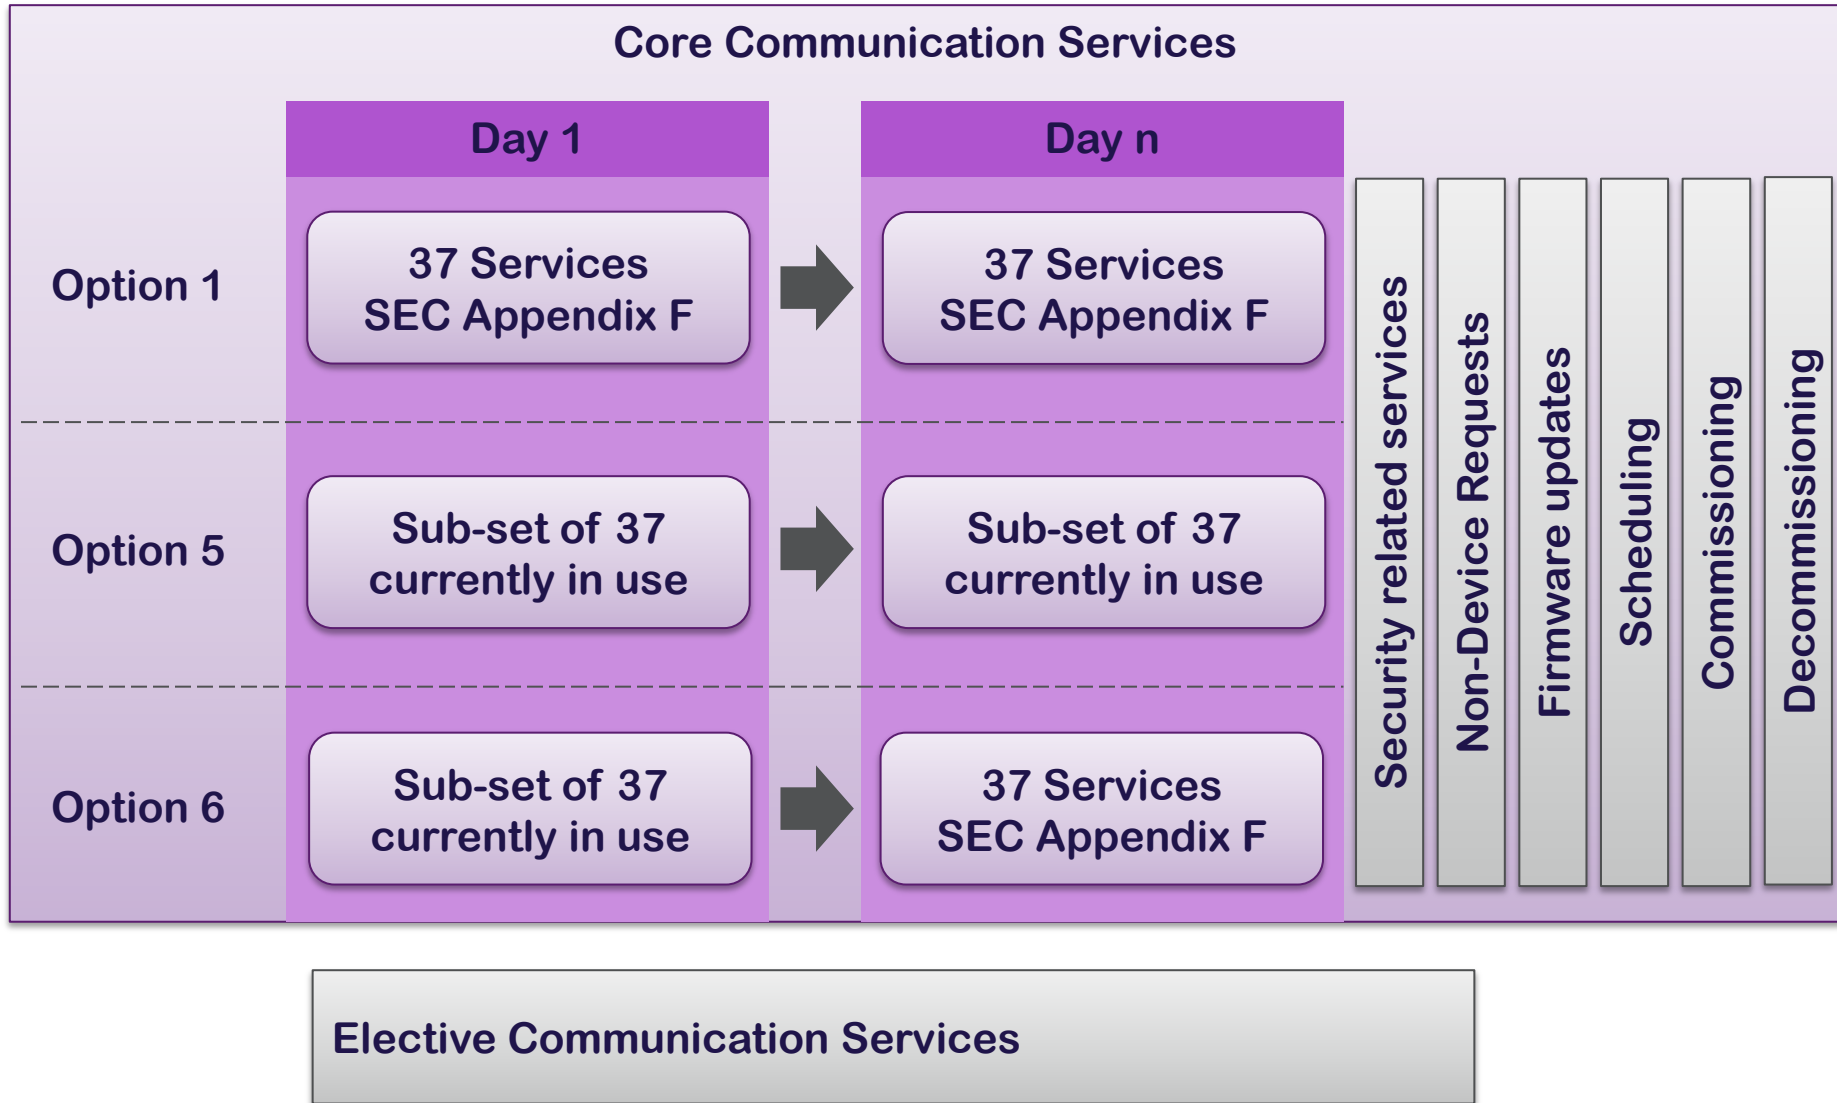 Core Communication Services
Day 1
Day n
Option 1
37 Services
SEC Appendix F
37 Services
SEC Appendix F
Option 5
Sub-set of 37
currently in use
Sub-set of 37
currently in use
Option 6
Sub-set of 37
currently in use
37 Services
SEC Appendix F
Security related services
Non-Device Requests
Firmware updates
Scheduling
Commissioning
Decommissioning
Elective Communication Services